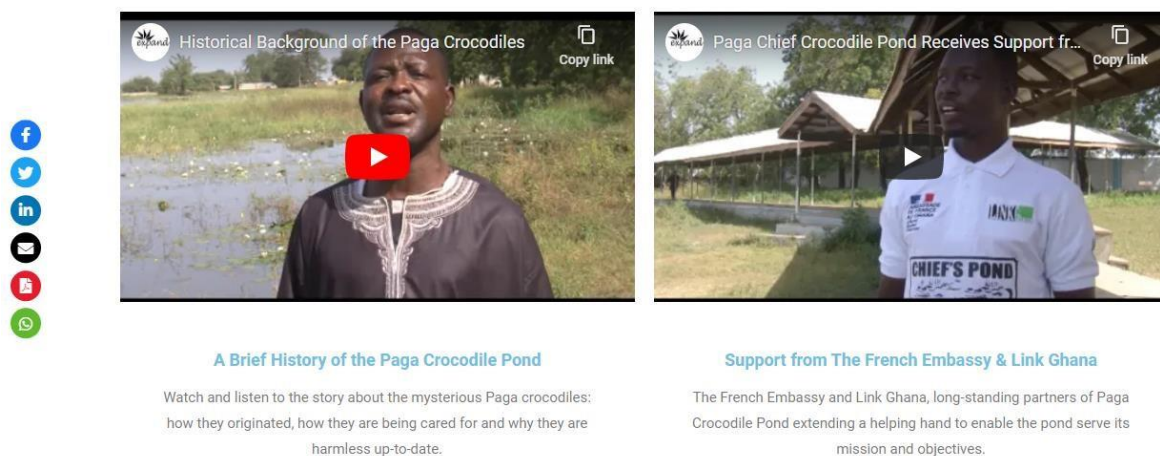 expand
Historical Background of the Paga Crocodiles
Copy link
expand
Paga Chief Crocodile Pond Receives Support fr...
Copy link
LINK
CHIEF'S POND
A Brief History of the Paga Crocodile Pond
Watch and listen to the story about the mysterious Paga crocodiles:
how they originated, how they are being cared for and why they are
harmless up-to-date.
Support from The French Embassy & Link Ghana
The French Embassy and Link Ghana, long-standing partners of Paga
Crocodile Pond extending a helping hand to enable the pond serve its
mission and objectives.